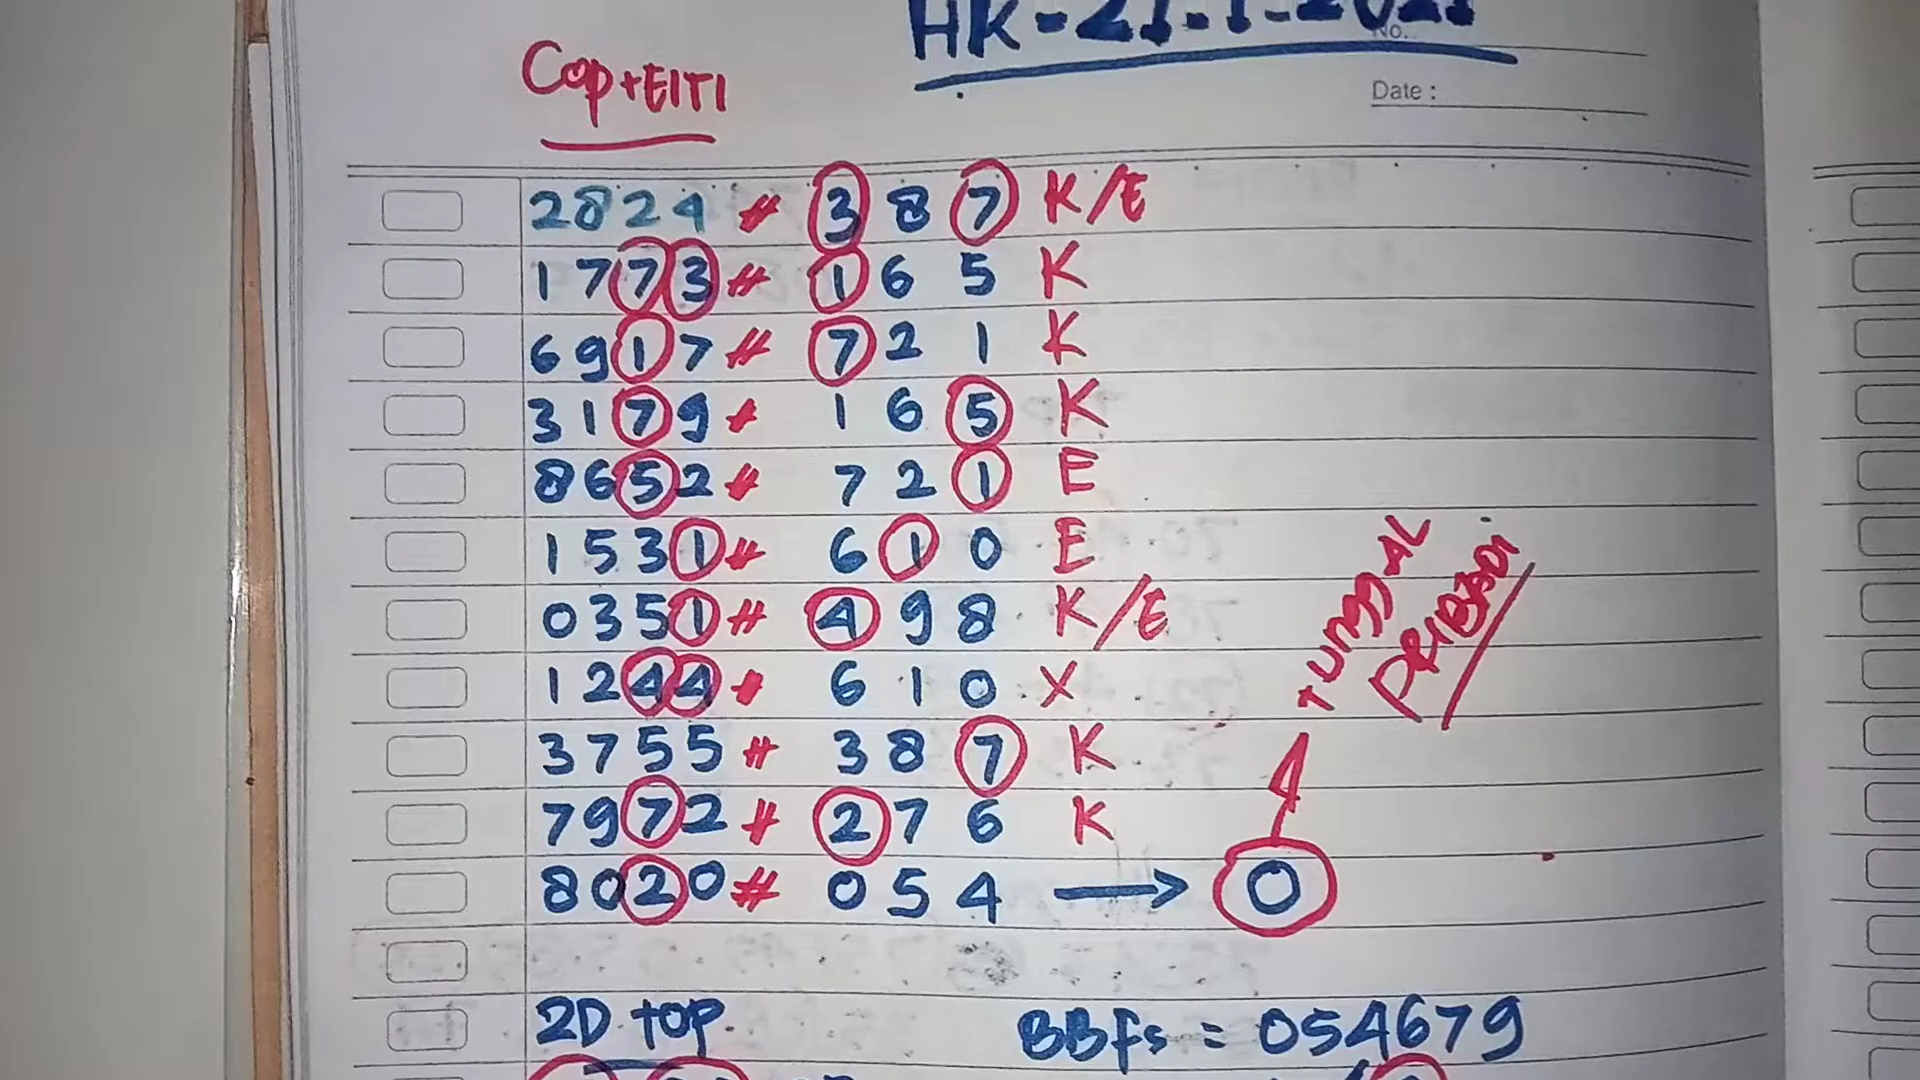 HK-21-1-2021
No.
Date :
Cop+EITI
2824 # 387 K/E
1773 # 165 K
6917 # 721 K
3179 # 165 K
8652 # 721 E
1531 # 610 E
0351 # 498 K/E
1244 # 610 X
3755 # 387 K
7972 # 276 K
8020 # 054 → 0
TUNGGAL
PRIBADI
2D top
BBFs = 054679